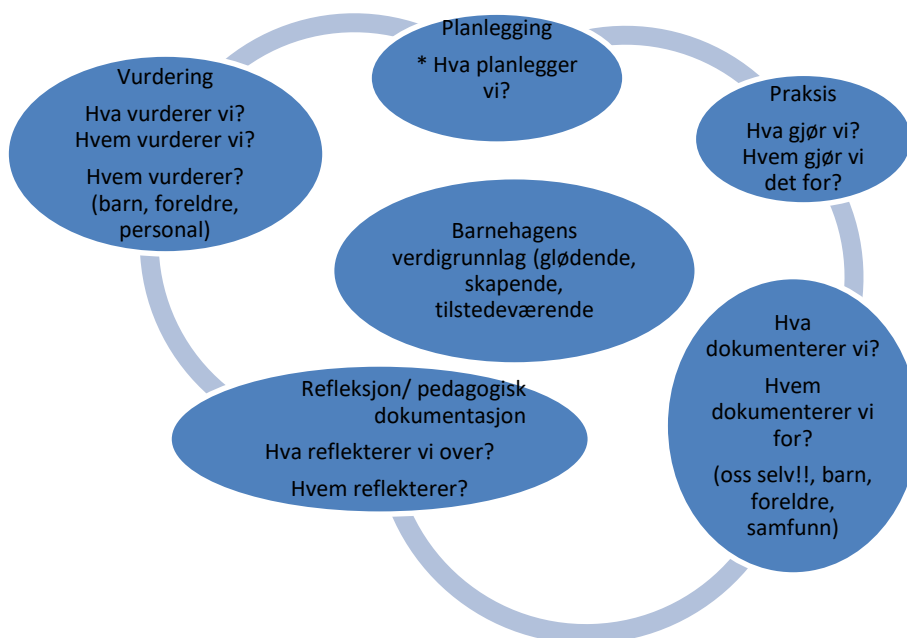 Planlegging
* Hva planlegger
vi?
Praksis
Hva gjør vi?
Hvem gjør vi
det for?
Hva
dokumenterer vi?
Hvem
dokumenterer vi
for?
(oss selv!!, barn,
foreldre,
samfunn)
Refleksjon/ pedagogisk
dokumentasjon
Hva reflekterer vi over?
Hvem reflekterer?
Vurdering
Hva vurderer vi?
Hvem vurderer vi?
Hvem vurderer?
(barn, foreldre,
personal)
Barnehagens
verdigrunnlag (glødende,
skapende,
tilstedeværende